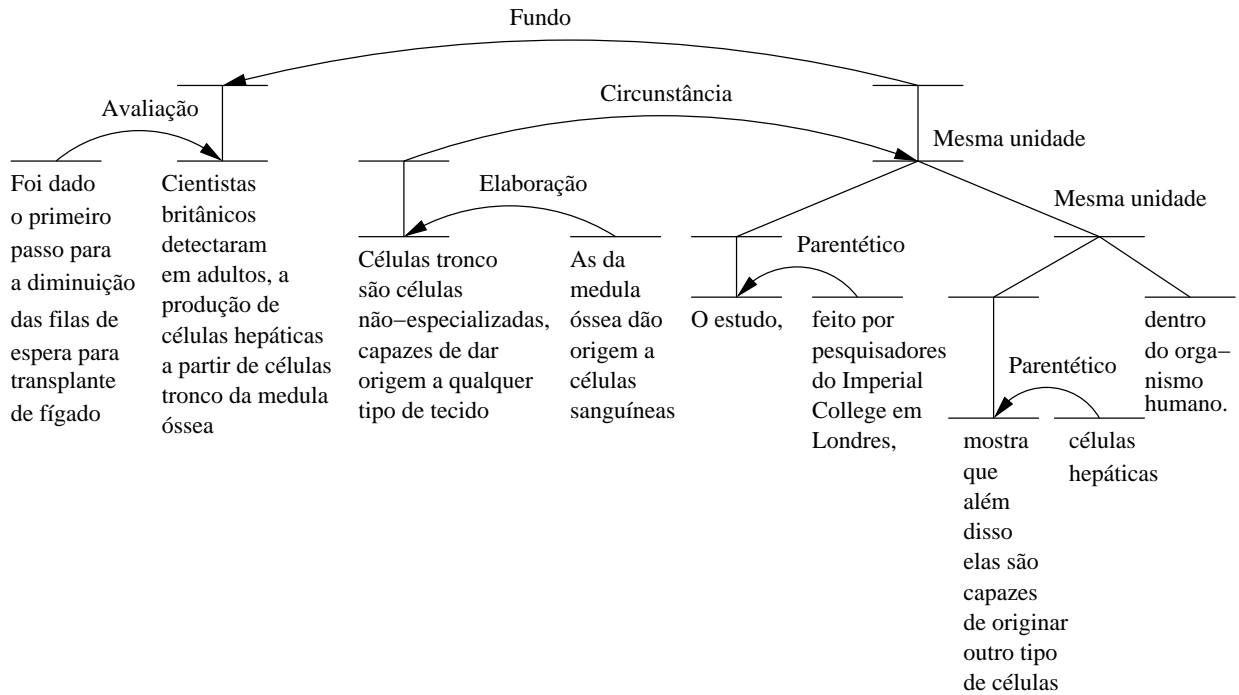 Fundo
Avaliação
Circunstância
Mesma unidade
Foi dado
o primeiro
passo para
a diminuição
das filas de
espera para
transplante
de fígado
Cientistas
britânicos
detectaram
em adultos, a
produção de
células hepáticas
a partir de células
tronco da medula
óssea
Elaboração
Células tronco
são células
não−especializadas,
capazes de dar
origem a qualquer
tipo de tecido
As da
medula
óssea dão
origem a
células
sanguíneas
Mesma unidade
Parentético
O estudo,
feito por
pesquisadores
do Imperial
College em
Londres,
Parentético
mostra
que
além
disso
elas são
capazes
de originar
outro tipo
de células
células
hepáticas
dentro
do orga−
nismo
humano.